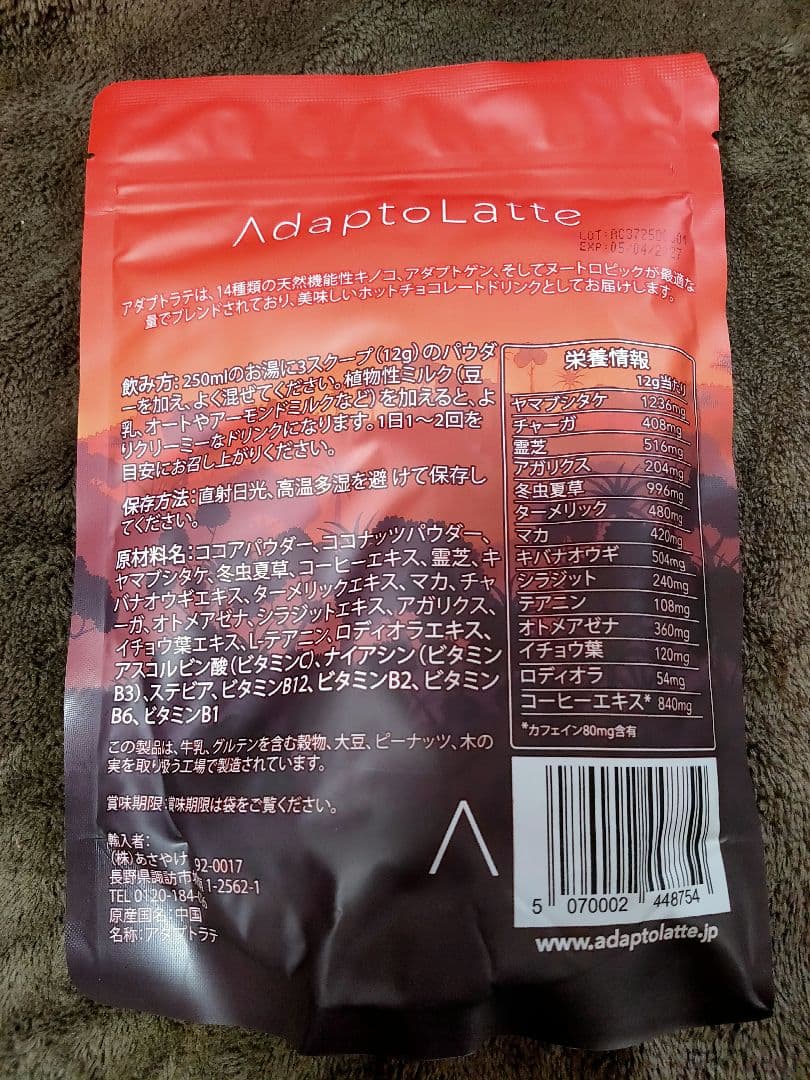 AdaptoLatte
EXP:05/04/2 27
アダプトラテは、14種類の天然機能性キノコ、アダプトゲン、そしてヌートロピックが最適な
量でブレンドされており、美味しいホットチョコレートドリンクとしてお届けします。
飲み方:250mlのお湯に3スクープ(12g)のパウダ
ーを加え、よく混ぜてください。植物性ミルク(豆
乳、オートやアーモンドミルクなど)を加えると、よ
りクリーミーなドリンクになります。1日1〜2回を
目安にお召し上がりください。
保存方法:直射日光、高温多湿を避けて保存し
てください。
原材料名:ココアパウダー、ココナッツパウダー、
ヤマブシタケ、冬虫夏草、コーヒーエキス、霊芝、キ
バナオウギエキス、ターメリックエキス、マカ、チャ
ーガ、オトメアゼナ、シラジットエキス、アガリクス、
イチョウ葉エキス、L-テアニン、ロディオラエキス、
アスコルビン酸(ビタミンC)、ナイアシン(ビタミン
B3)、ステビア、ビタミンB12、ビタミンB2、ビタミン
B6、ビタミンB1
この製品は、牛乳、グルテンを含む穀物、大豆、ピーナッツ、木の
実を取り扱う工場で製造されています。
賞味期限:賞味期限は袋をご覧ください。
輸入者:
(株)あさやけ 92-0017
長野県諏訪市 1-2562-1
TEL 0120-184-
原産国名:中国
名称:アダプトラテ
栄養情報
12g当たり
ヤマブシタケ 1236mg
チャーガ 408mg
霊芝 516mg
アガリクス 204mg
冬虫夏草 996mg
ターメリック 480mg
マカ 420mg
キバナオウギ 504mg
シラジット 240mg
テアニン 108mg
オトメアゼナ 360mg
イチョウ葉 120mg
ロディオラ 54mg
コーヒーエキス* 840mg
*カフェイン80mg含有
5 070002 448754
www.adaptolatte.jp